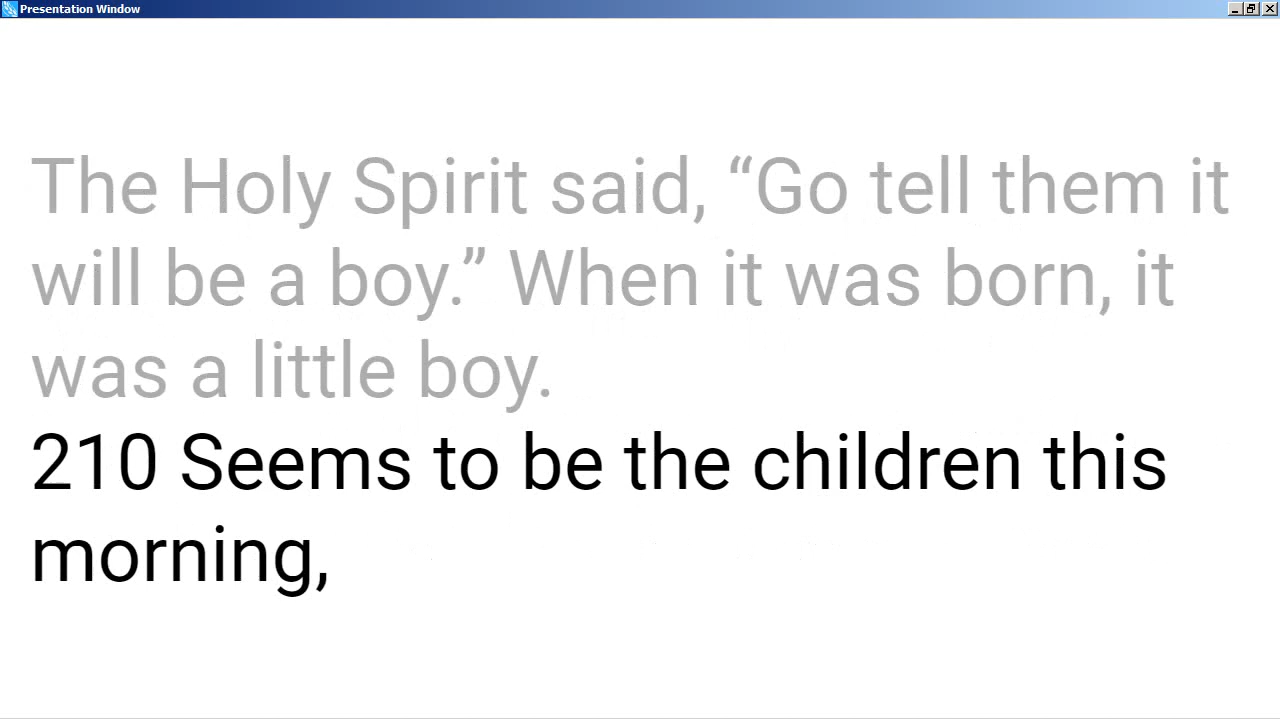 Presentation Window
The Holy Spirit said, “Go tell them it
will be a boy.” When it was born, it
was a little boy.
210 Seems to be the children this
morning,